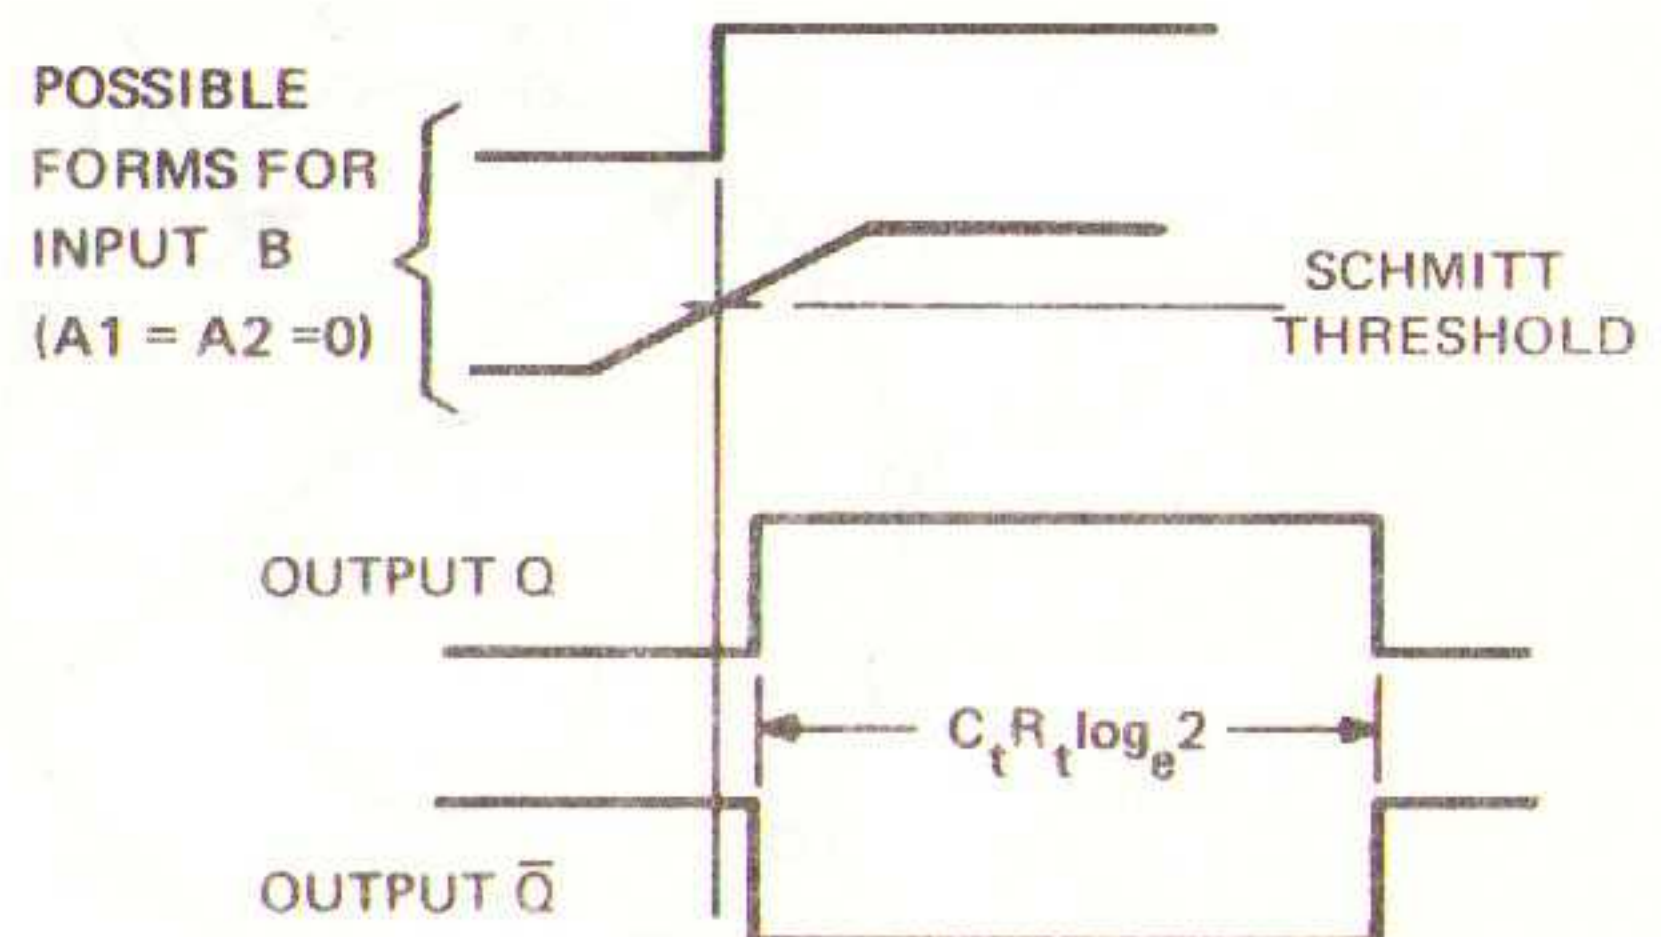 POSSIBLE
FORMS FOR
INPUT B
(A1 = A2 =0)
SCHMITT
THRESHOLD
OUTPUT Q
CtRtloge2
OUTPUT Q̅